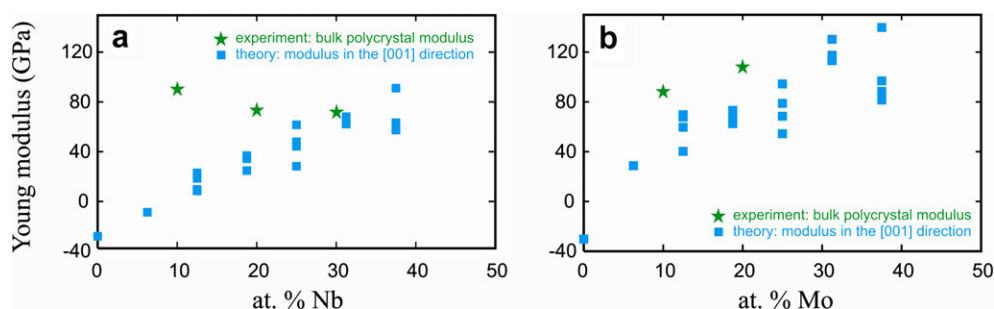 a
experiment: bulk polycrystal modulus
theory: modulus in the [001] direction
Young modulus (GPa)
120
80
40
0
-40
0 10 20 30 40 50
at. % Nb
b
120
80
40
0
-40
experiment: bulk polycrystal modulus
theory: modulus in the [001] direction
0 10 20 30 40 50
at. % Mo